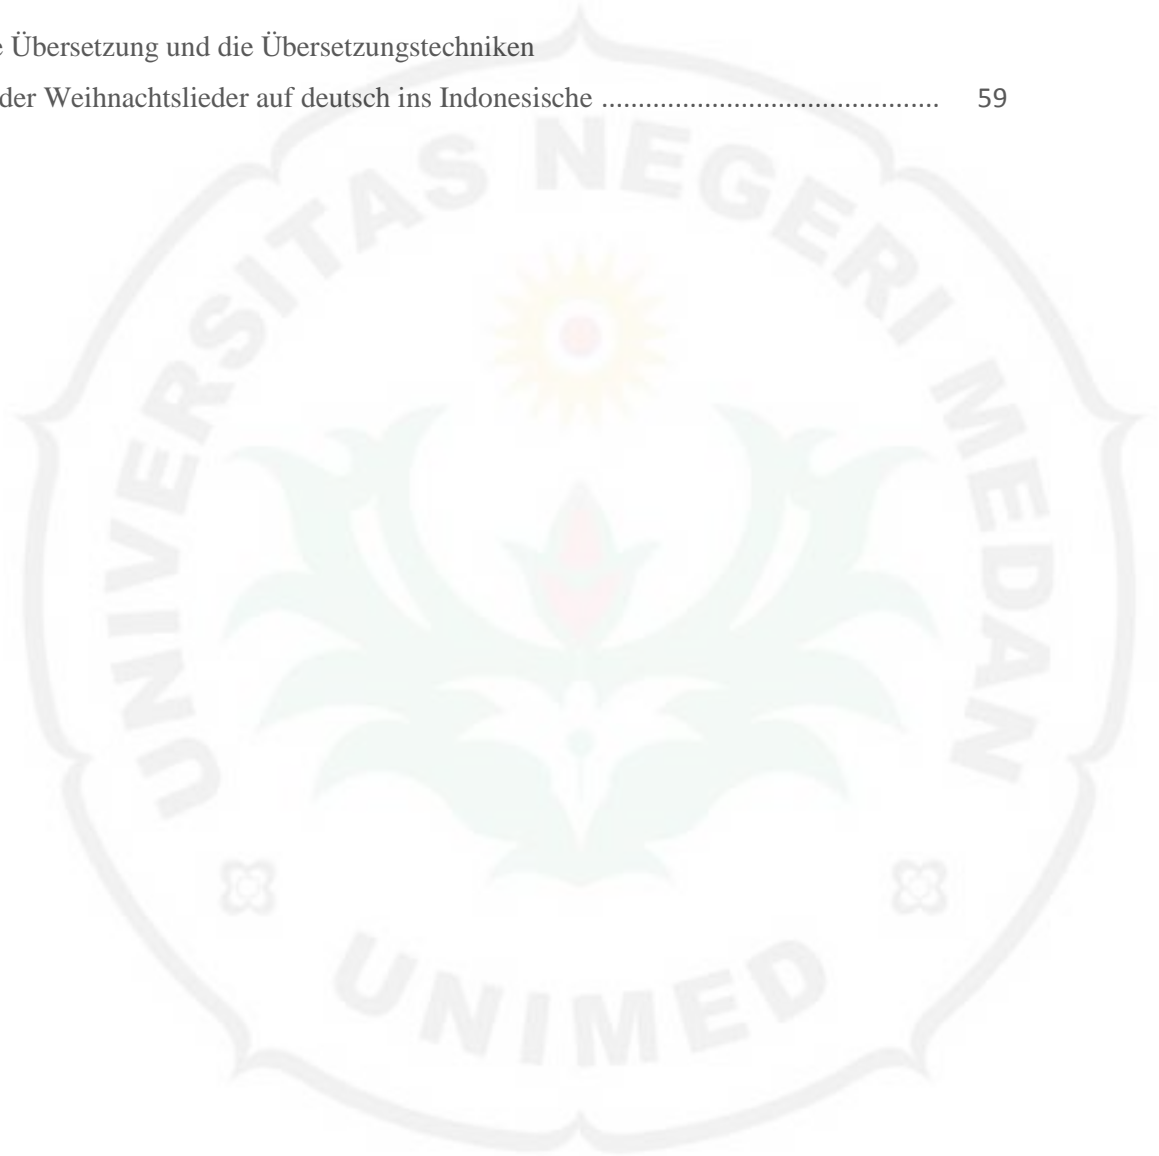 e Übersetzung und die Übersetzungstechniken
der Weihnachtslieder auf deutsch ins Indonesische .............................................. 59
UNIVERSITAS NEGERI MEDAN
UNIMED